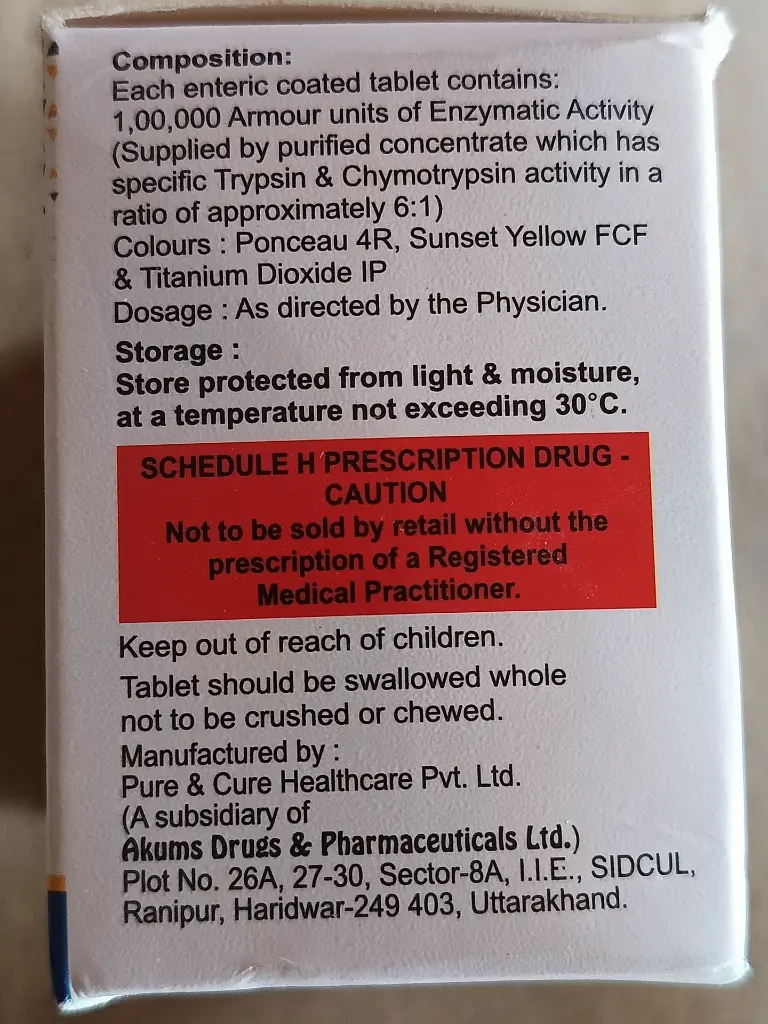 Composition:
Each enteric coated tablet contains:
1,00,000 Armour units of Enzymatic Activity
(Supplied by purified concentrate which has
specific Trypsin & Chymotrypsin activity in a
ratio of approximately 6:1)
Colours : Ponceau 4R, Sunset Yellow FCF
& Titanium Dioxide IP
Dosage : As directed by the Physician.
Storage :
Store protected from light & moisture,
at a temperature not exceeding 30°C.
SCHEDULE H PRESCRIPTION DRUG -
CAUTION
Not to be sold by retail without the
prescription of a Registered
Medical Practitioner.
Keep out of reach of children.
Tablet should be swallowed whole
not to be crushed or chewed.
Manufactured by :
Pure & Cure Healthcare Pvt. Ltd.
(A subsidiary of
Akums Drugs & Pharmaceuticals Ltd.)
Plot No. 26A, 27-30, Sector-8A, I.I.E., SIDCUL,
Ranipur, Haridwar-249 403, Uttarakhand.